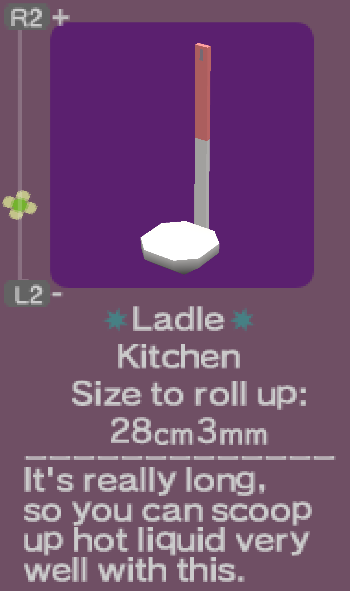 R2 +
L2 -
Ladle
Kitchen
Size to roll up:
28cm3mm
It's really long,
so you can scoop
up hot liquid very
well with this.